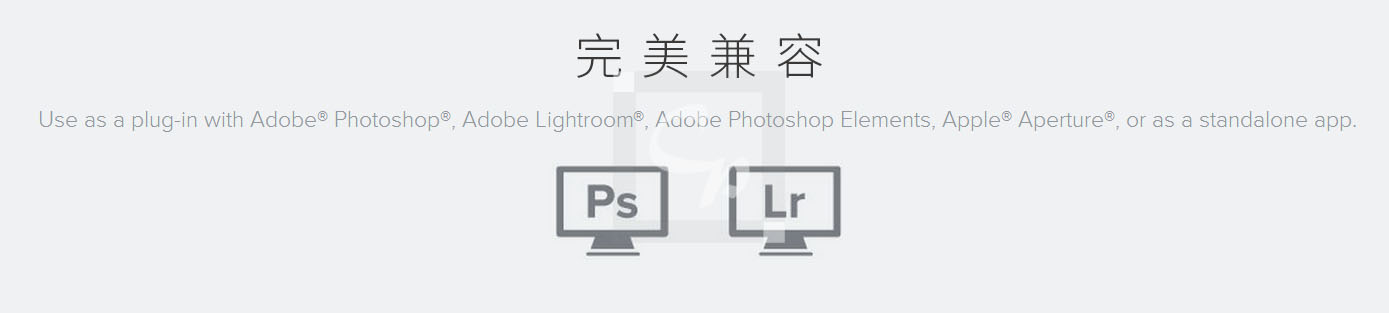 完美兼容
Use as a plug-in with Adobe® Photoshop®, Adobe Lightroom®, Adobe Photoshop Elements, Apple® Aperture®, or as a standalone app.
Ps Lr